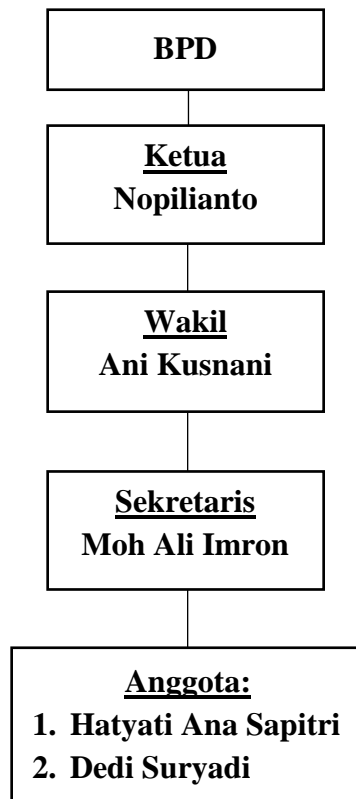 BPD
Ketua
Nopilianto
Wakil
Ani Kusnani
Sekretaris
Moh Ali Imron
Anggota:
1. Hatyati Ana Sapitri
2. Dedi Suryadi